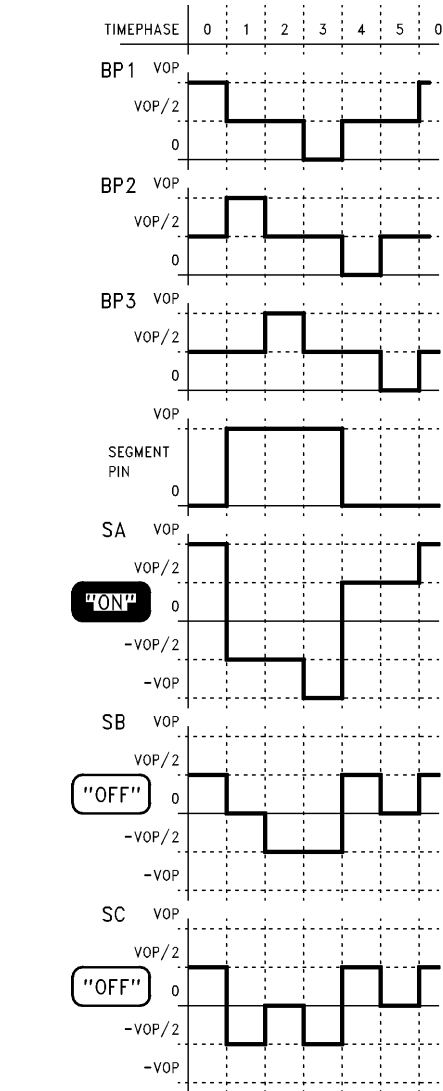 TIMEPHASE 0 1 2 3 4 5 0
BP1 VOP
VOP/2
0
BP2 VOP
VOP/2
0
BP3 VOP
VOP/2
0
VOP
SEGMENT
PIN
0
SA VOP
VOP/2
"ON" 0
-VOP/2
-VOP
SB VOP
VOP/2
"OFF" 0
-VOP/2
-VOP
SC VOP
VOP/2
"OFF" 0
-VOP/2
-VOP